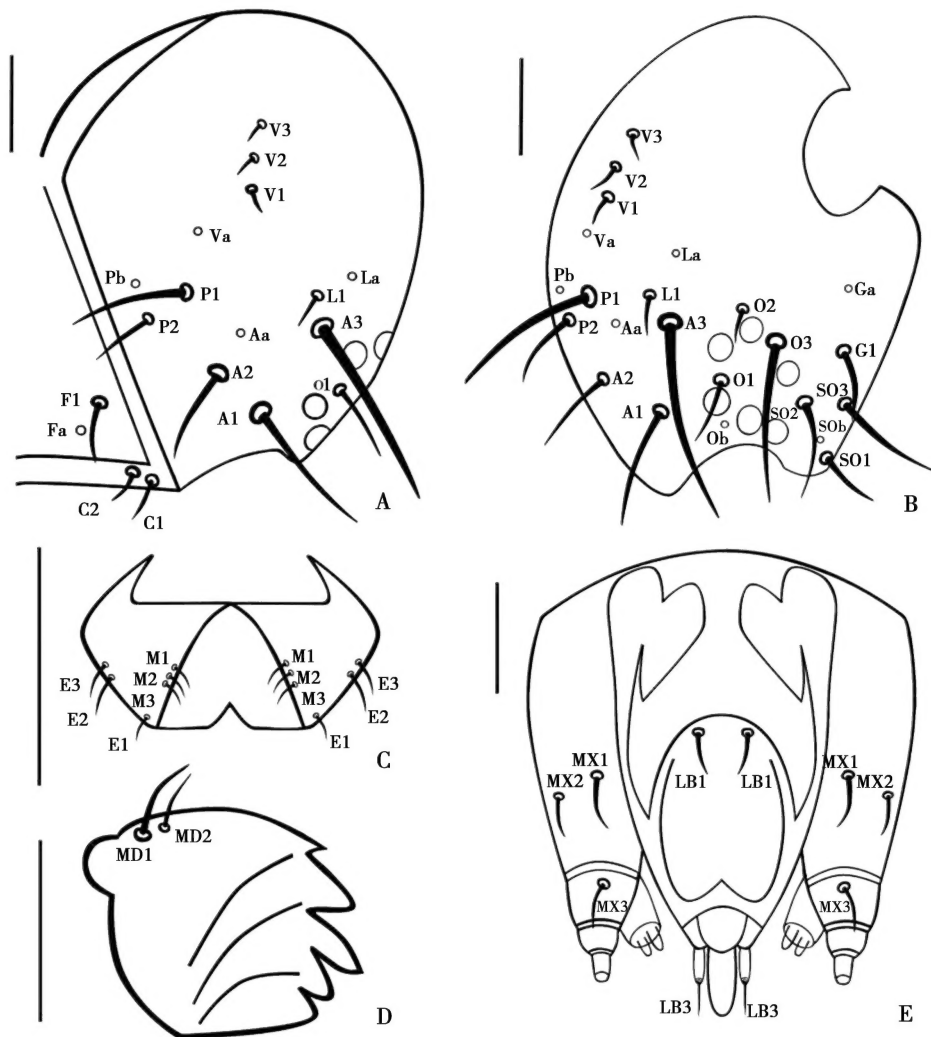 V3
V2
V1
Va
Pb
La
P1
L1
P2
Aa
A3
A2
O1
F1
A1
Fa
C2
C1
A
V3
V2
V1
Va
La
Pb
Ga
P1
L1
O2
P2
Aa
A3
O3
G1
A2
O1
SO3
A1
SO2
Ob
SOb
SO1
B
M1
M1
E3
M2
M2
E3
E2
M3
M3
E2
E1
E1
C
MD1
MD2
D
MX1
MX1
MX2
LB1
LB1
MX2
MX3
MX3
LB3
LB3
E